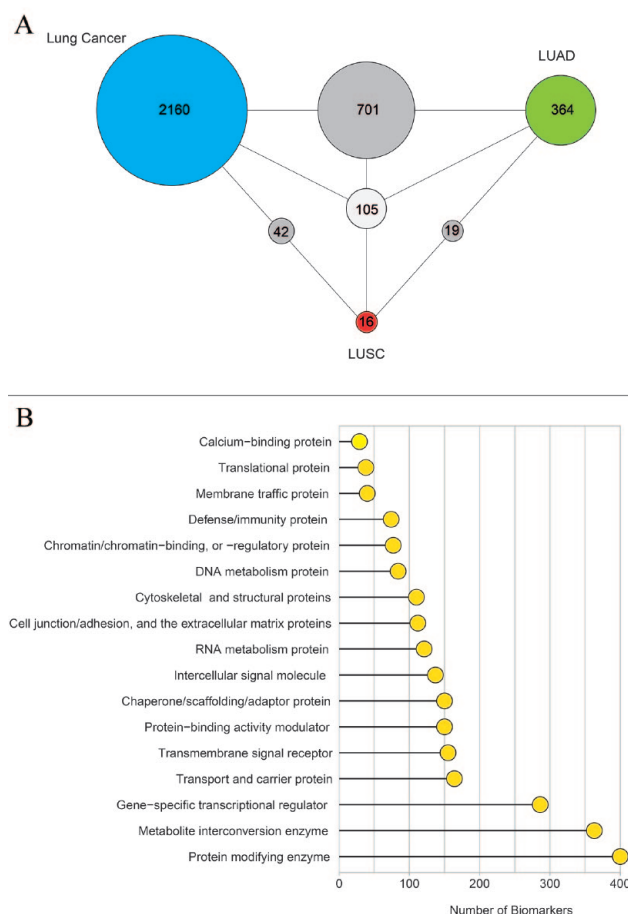 A
Lung Cancer
LUAD
2160
701
364
105
42
19
16
LUSC
B
Calcium-binding protein
Translational protein
Membrane traffic protein
Defense/immunity protein
Chromatin/chromatin-binding, or -regulatory protein
DNA metabolism protein
Cytoskeletal and structural proteins
Cell junction/adhesion, and the extracellular matrix proteins
RNA metabolism protein
Intercellular signal molecule
Chaperone/scaffolding/adaptor protein
Protein-binding activity modulator
Transmembrane signal receptor
Transport and carrier protein
Gene-specific transcriptional regulator
Metabolite interconversion enzyme
Protein modifying enzyme
0 100 200 300 400
Number of Biomarkers